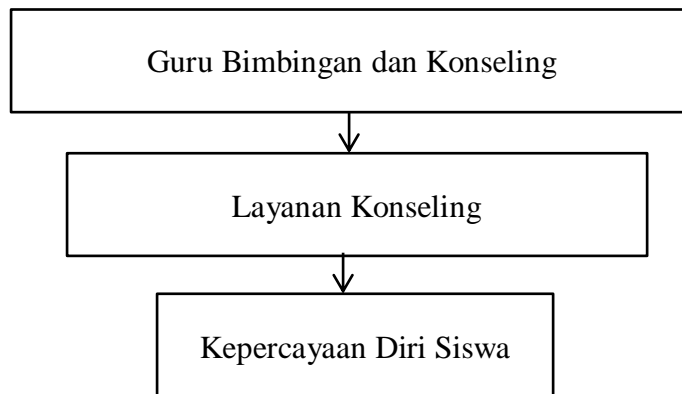 Guru Bimbingan dan Konseling
Layanan Konseling
Kepercayaan Diri Siswa